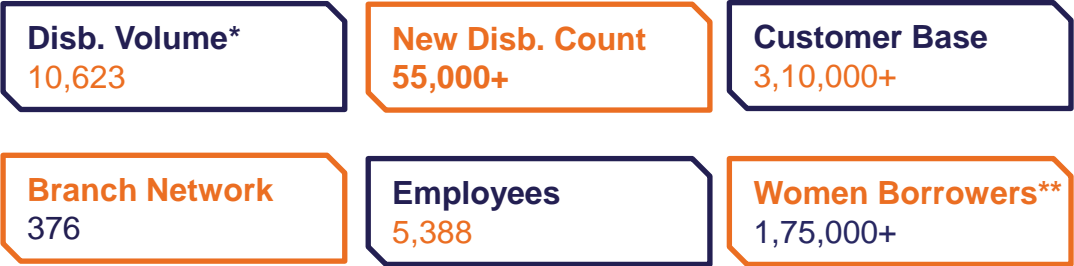 Disb. Volume*
10,623
New Disb. Count
55,000+
Customer Base
3,10,000+
Branch Network
376
Employees
5,388
Women Borrowers**
1,75,000+